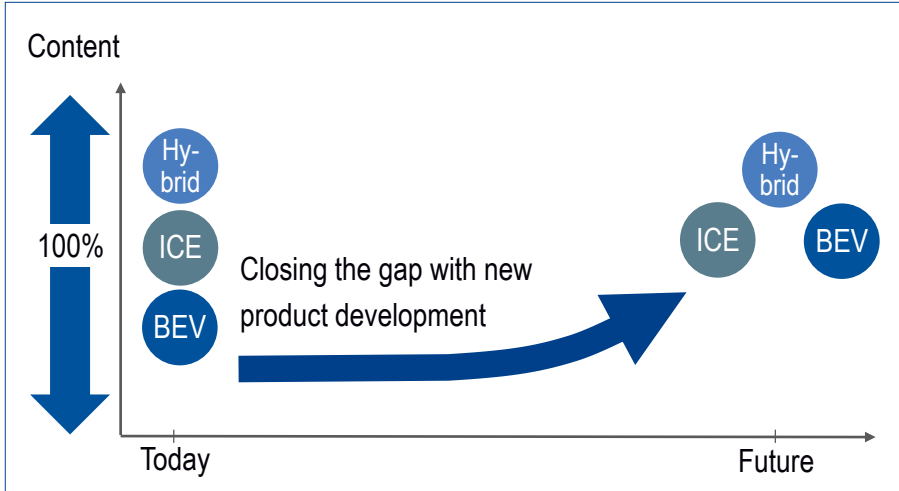 Content
100%
Hy-
brid
ICE
BEV
Closing the gap with new
product development
Hy-
brid
ICE
BEV
Today
Future